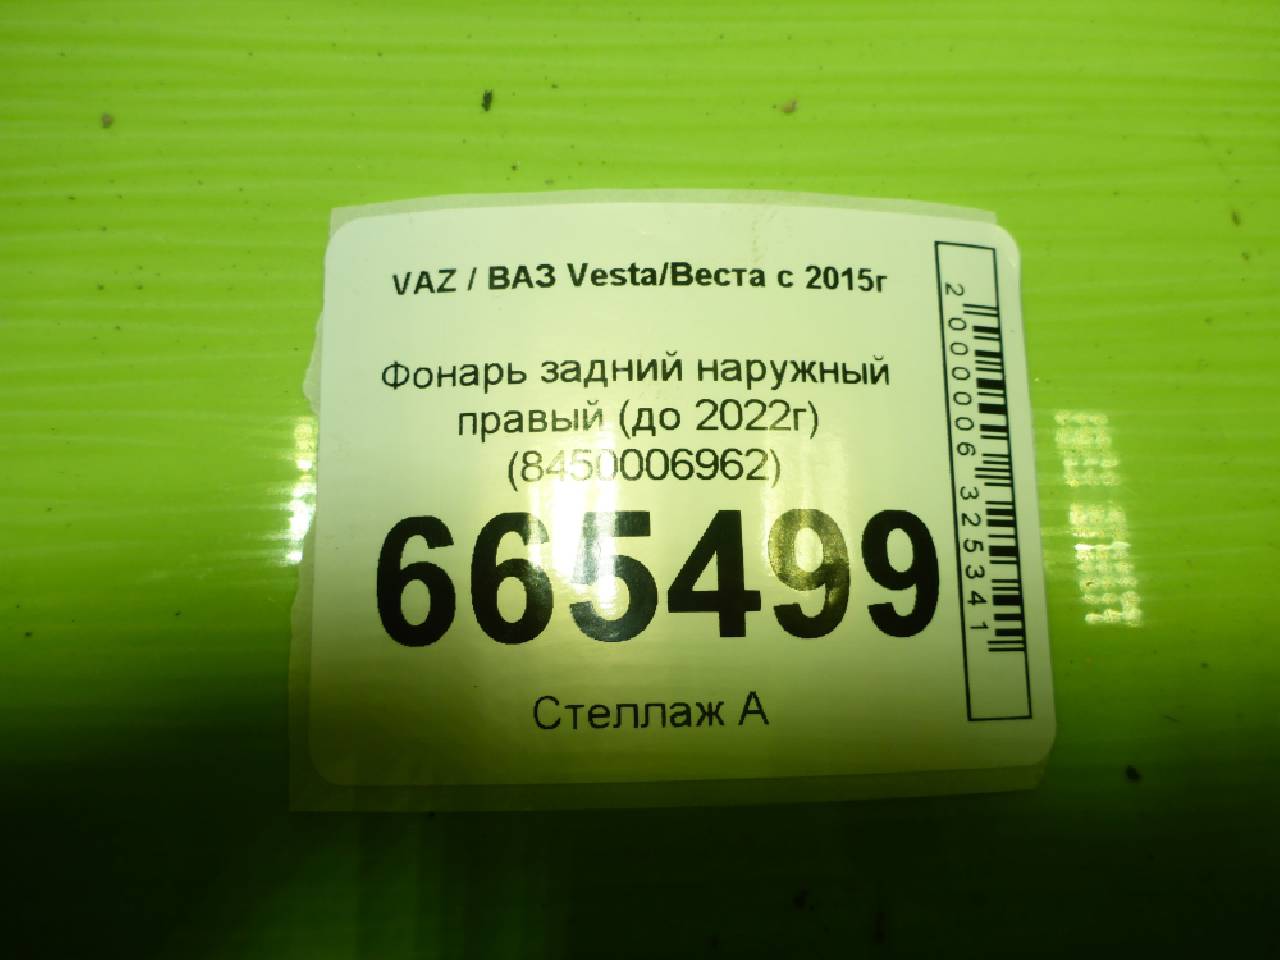 VAZ / ВАЗ Vesta/Веста с 2015г
Фонарь задний наружный
правый (до 2022г)
(8450006962)
665499
Стеллаж А
2000006325341